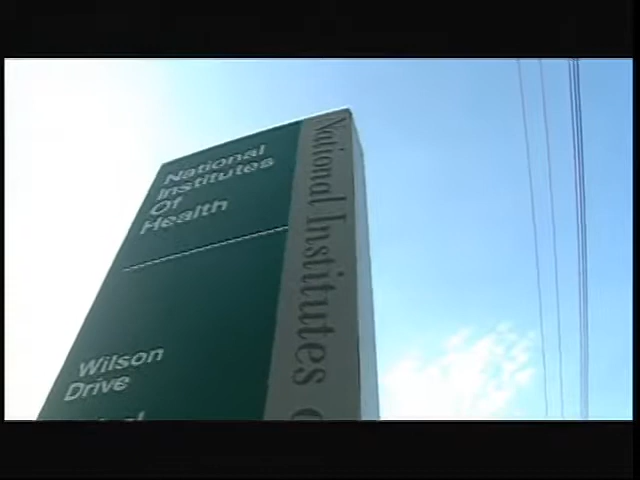 National
Institutes
Of
Health
Wilson
Drive
National Institutes